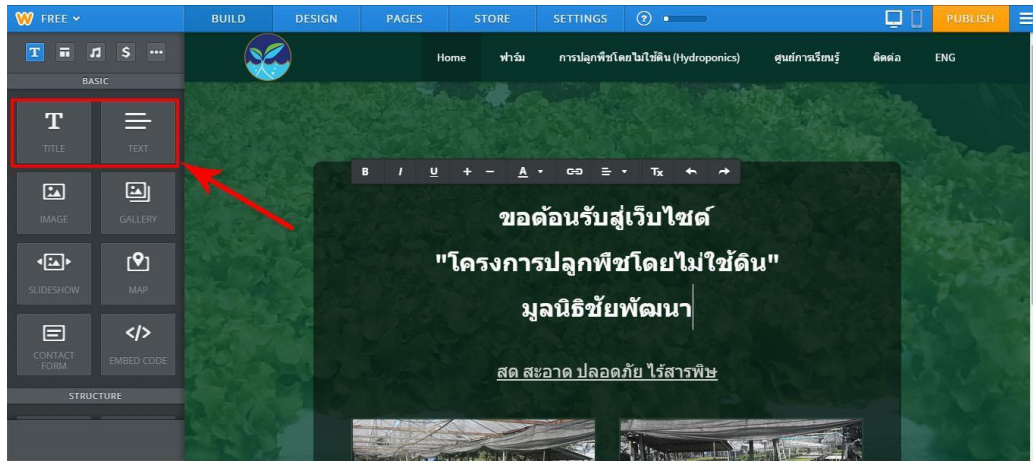 FREE BUILD DESIGN PAGES STORE SETTINGS ? PUBLISH
T $
Home ฟาร์ม การปลูกพืชโดยไม่ใช้ดิน (Hydroponics) ศูนย์การเรียนรู้ ติดต่อ ENG
BASIC
T
TITLE TEXT
B I U + - A Tx
IMAGE GALLERY
ขอต้อนรับสู่เว็บไซต์
"โครงการปลูกพืชโดยไม่ใช้ดิน"
SLIDESHOW MAP
มูลนิธิชัยพัฒนา
</>
CONTACT FORM EMBED CODE
สด สะอาด ปลอดภัย ไร้สารพิษ
STRUCTURE